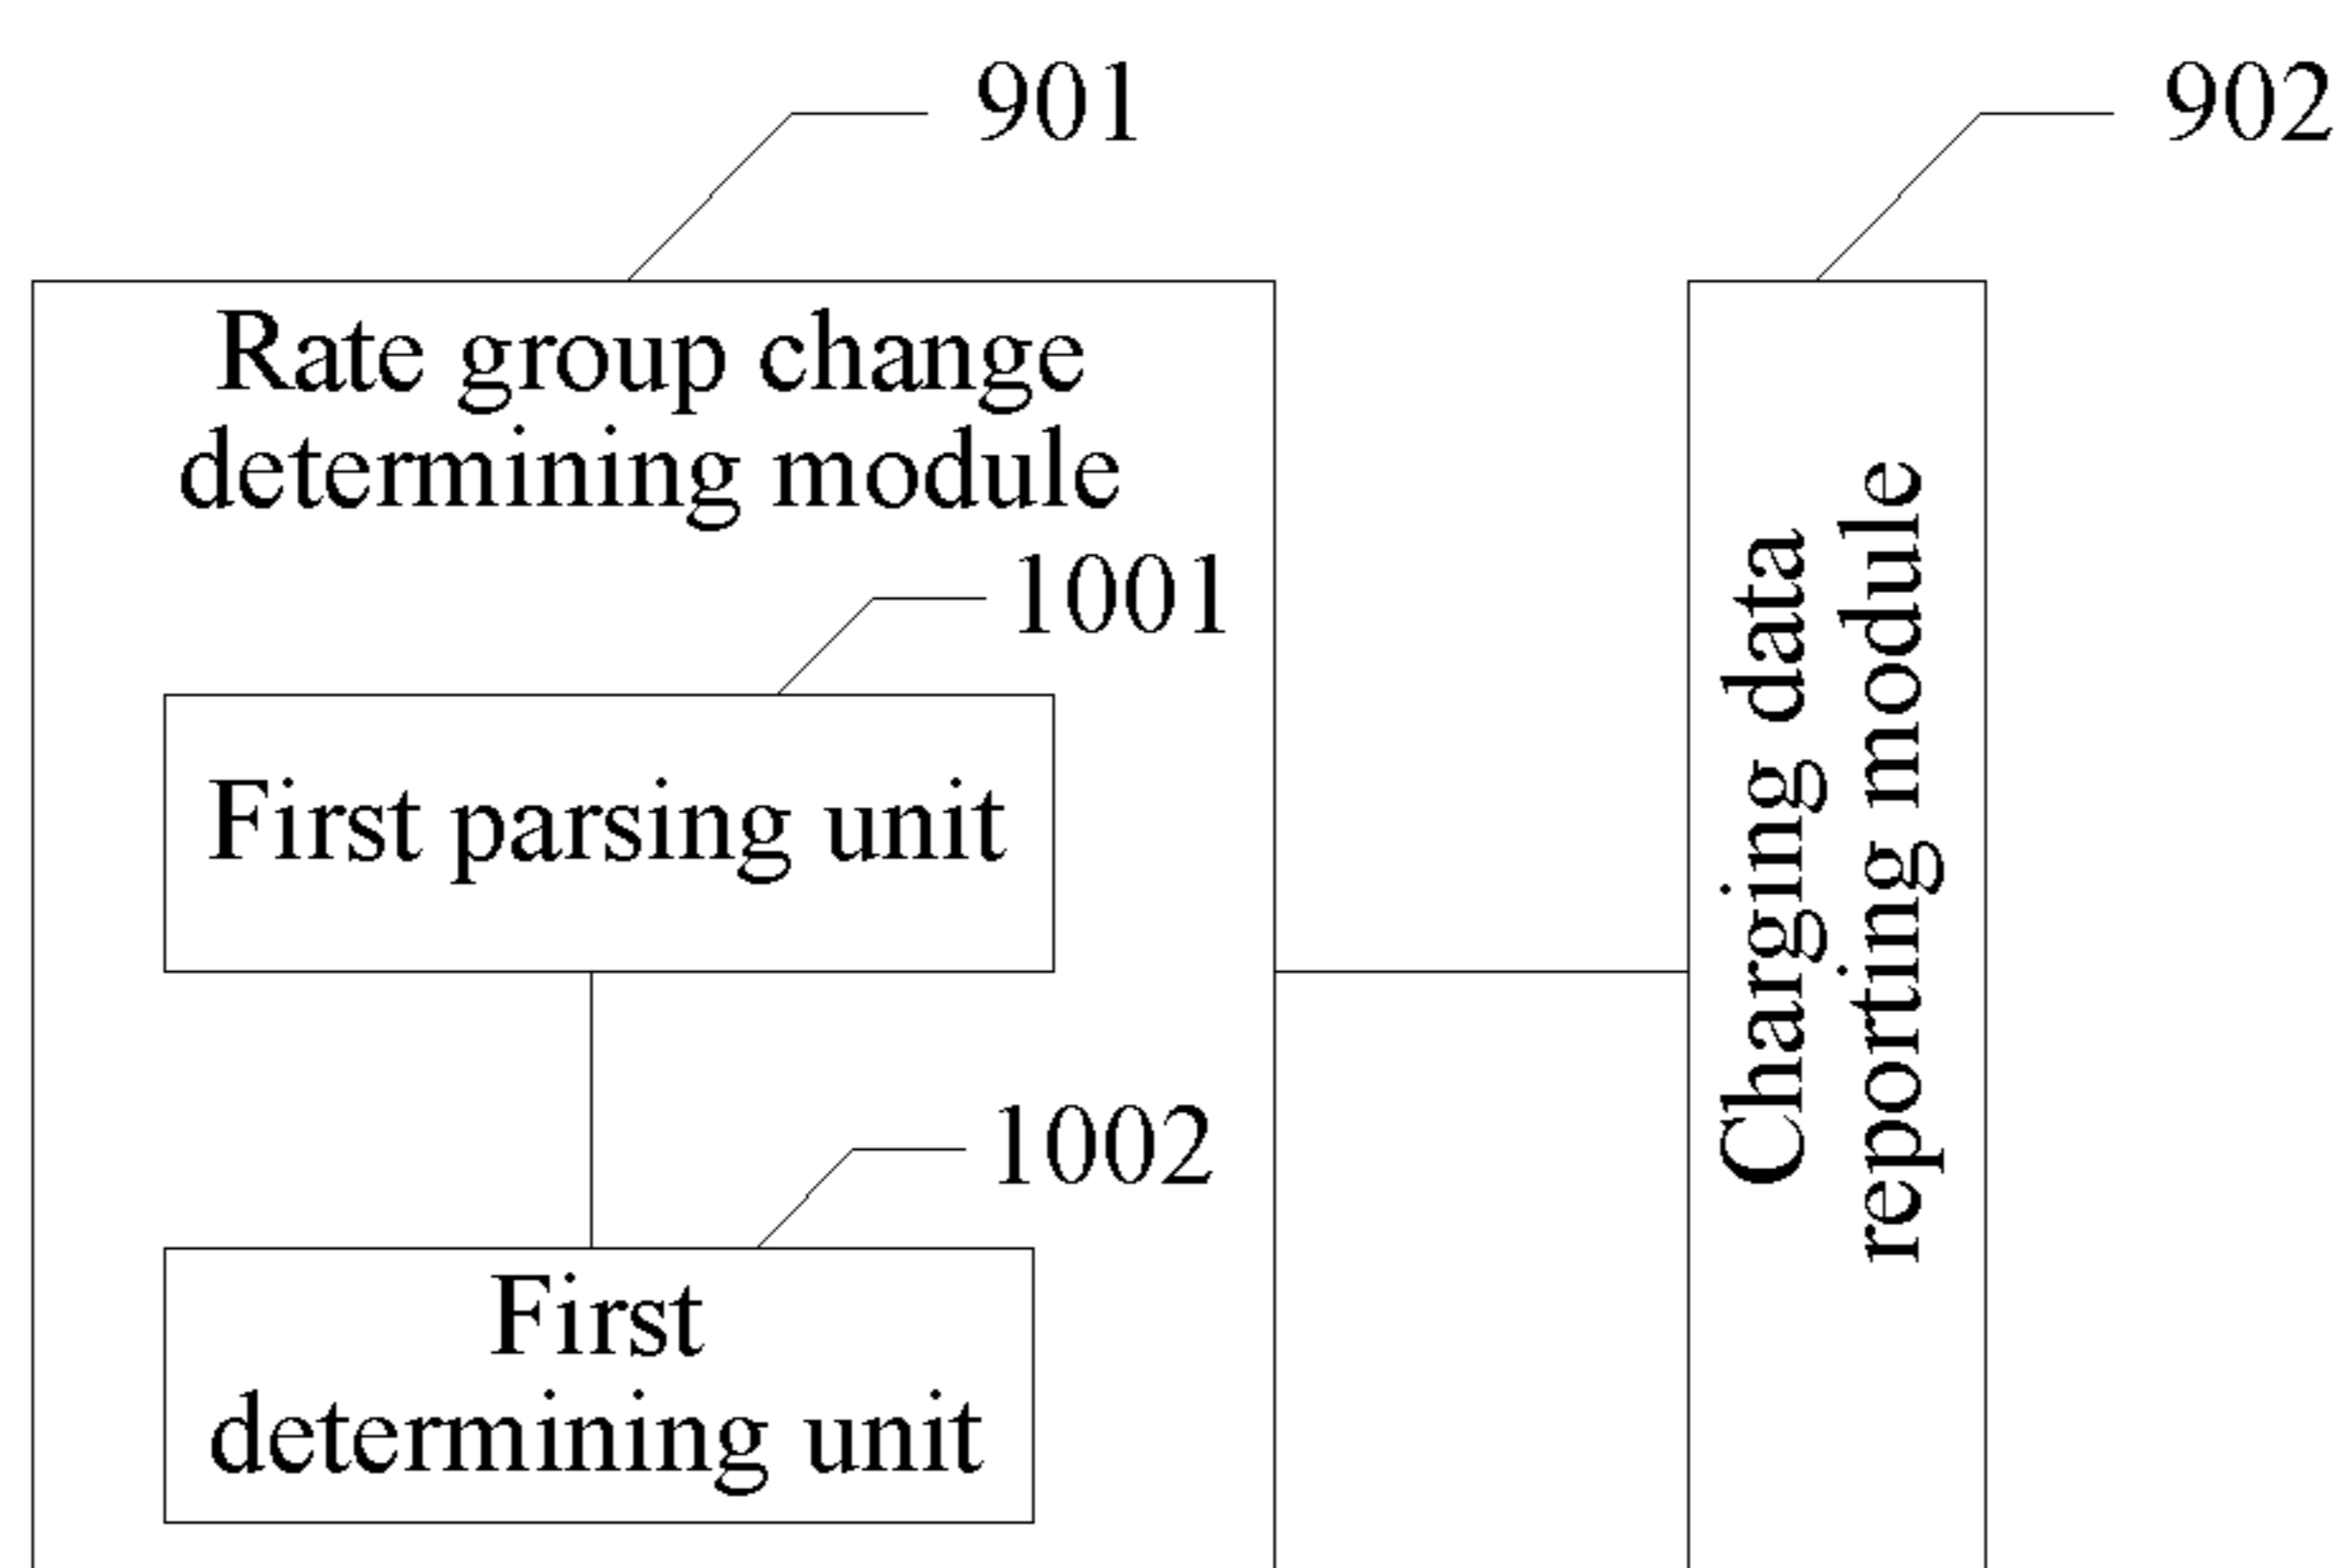 901
902
Rate group change
determining module
1001
First parsing unit
1002
First
determining unit
Charging data
reporting module